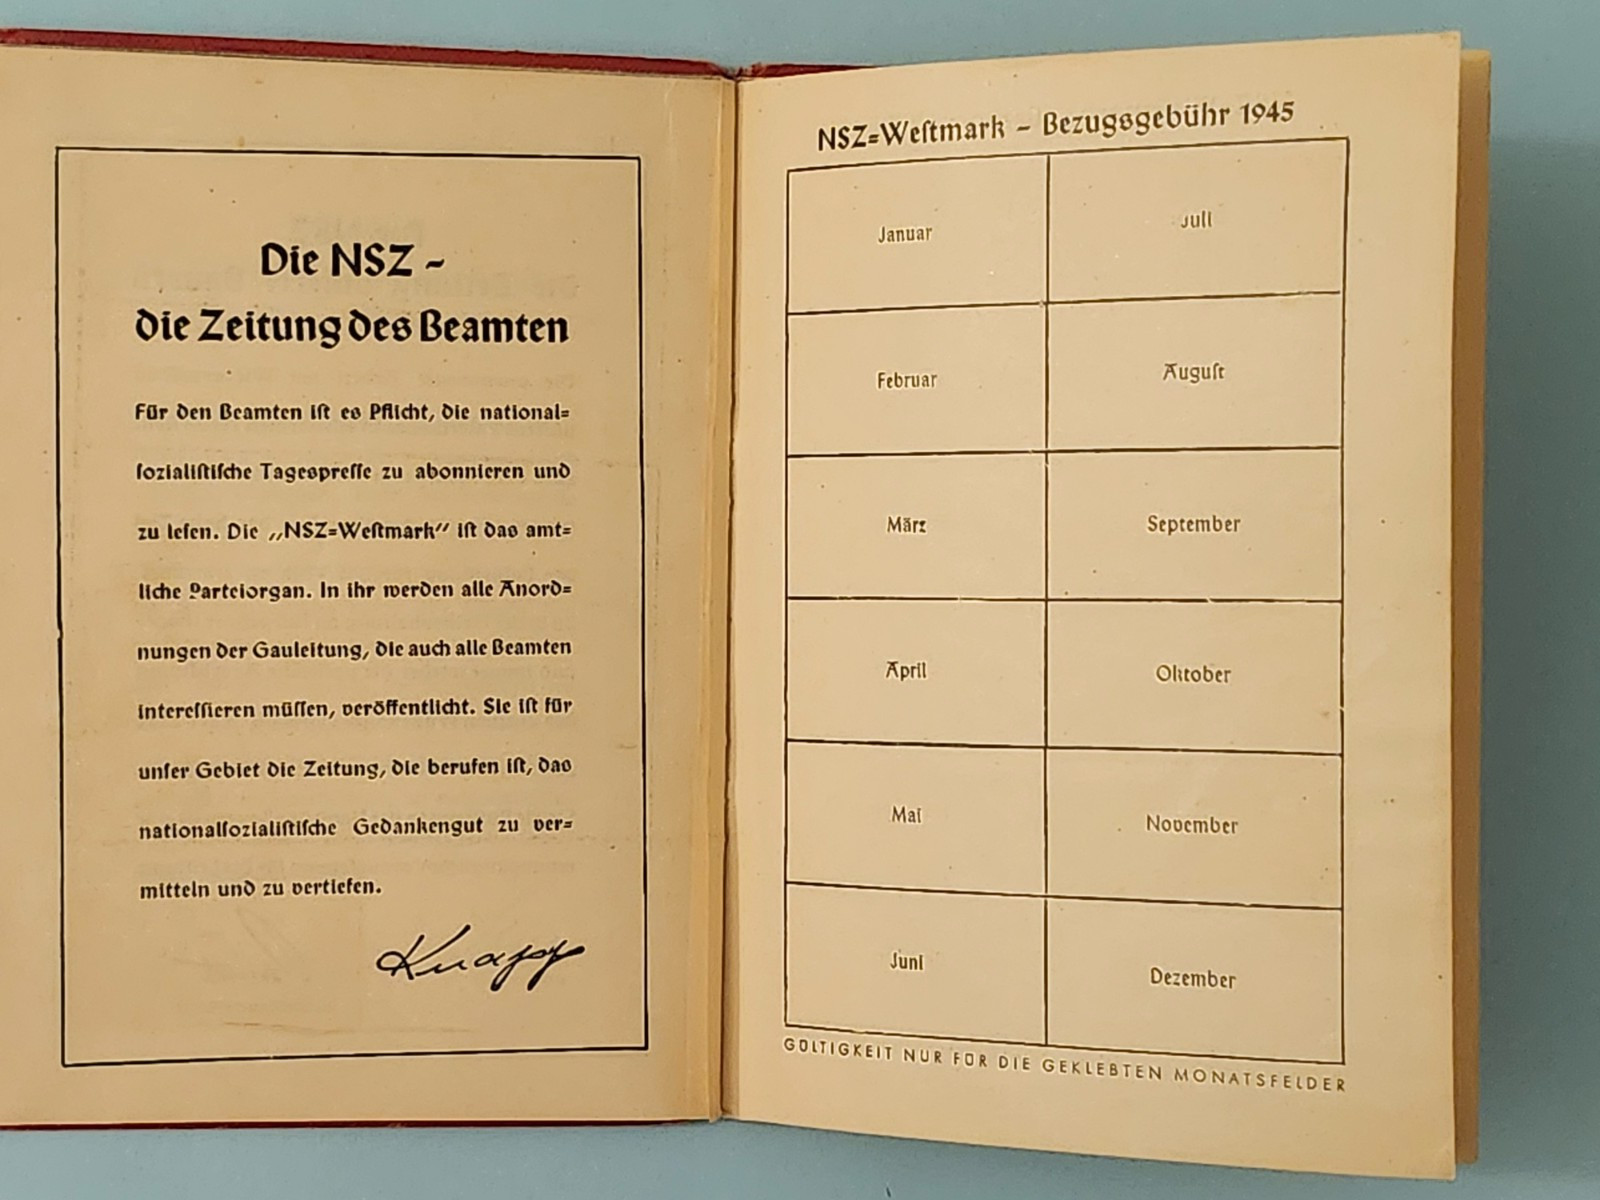 Die NSZ -
die Zeitung des Beamten
Für den Beamten iſt es Pflicht, die national=
ſozialiſtiſche Tagespreſſe zu abonnieren und
zu leſen. Die „NSZ=Weſtmark“ iſt das amt=
liche Parteiorgan. In ihr werden alle Anord=
nungen der Gauleitung, die auch alle Beamten
intereſſieren müſſen, veröffentlicht. Sie iſt für
unſer Gebiet die Zeitung, die berufen iſt, das
nationalſozialiſtiſche Gedankengut zu ver=
mitteln und zu vertiefen.
Knapp
NSZ=Weſtmark - Bezugsgebühr 1945
Januar Juli
Februar Auguſt
März September
April Oktober
Mai November
Juni Dezember
GÜLTIGKEIT NUR FÜR DIE GEKLEBTEN MONATSFELDER